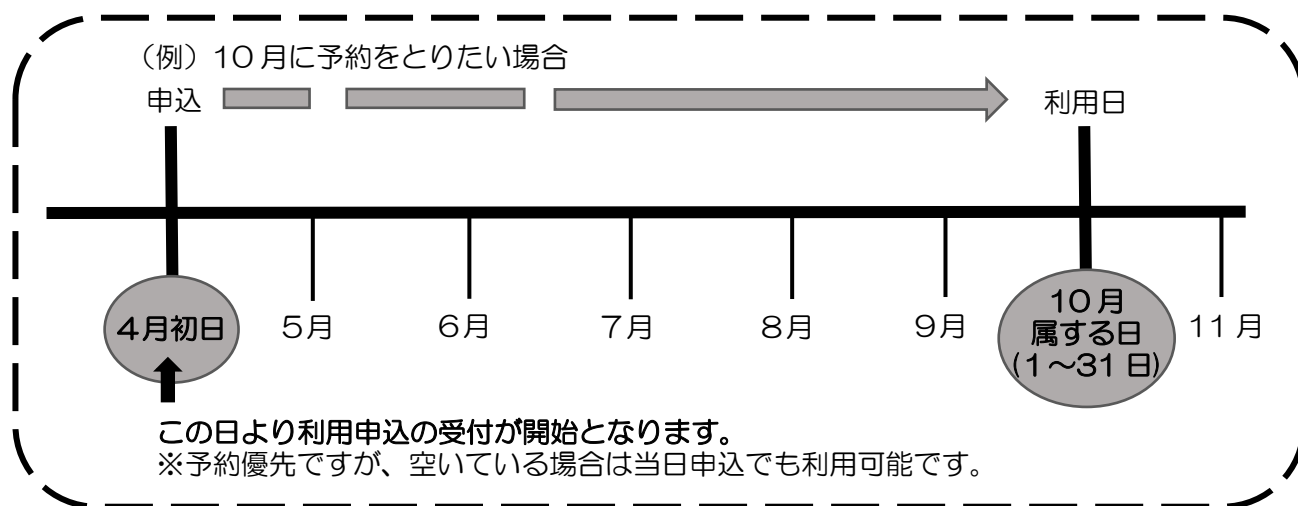 （例）10月に予約をとりたい場合
申込
利用日
4月初日
5月
6月
7月
8月
9月
10月
属する日
(1～31日)
11月
この日より利用申込の受付が開始となります。
※予約優先ですが、空いている場合は当日申込でも利用可能です。